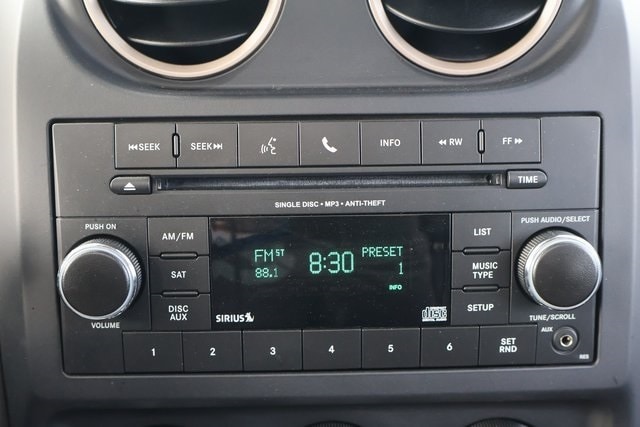 SEEK
SEEK
INFO
RW
FF
TIME
SINGLE DISC • MP3 • ANTI-THEFT
PUSH ON
VOLUME
AM/FM
SAT
DISC
AUX
FM ST
88.1
8:30
PRESET
1
INFO
SIRIUS
disc
LIST
MUSIC
TYPE
SETUP
PUSH AUDIO/SELECT
TUNE/SCROLL
1
2
3
4
5
6
SET
RND
AUX
RES